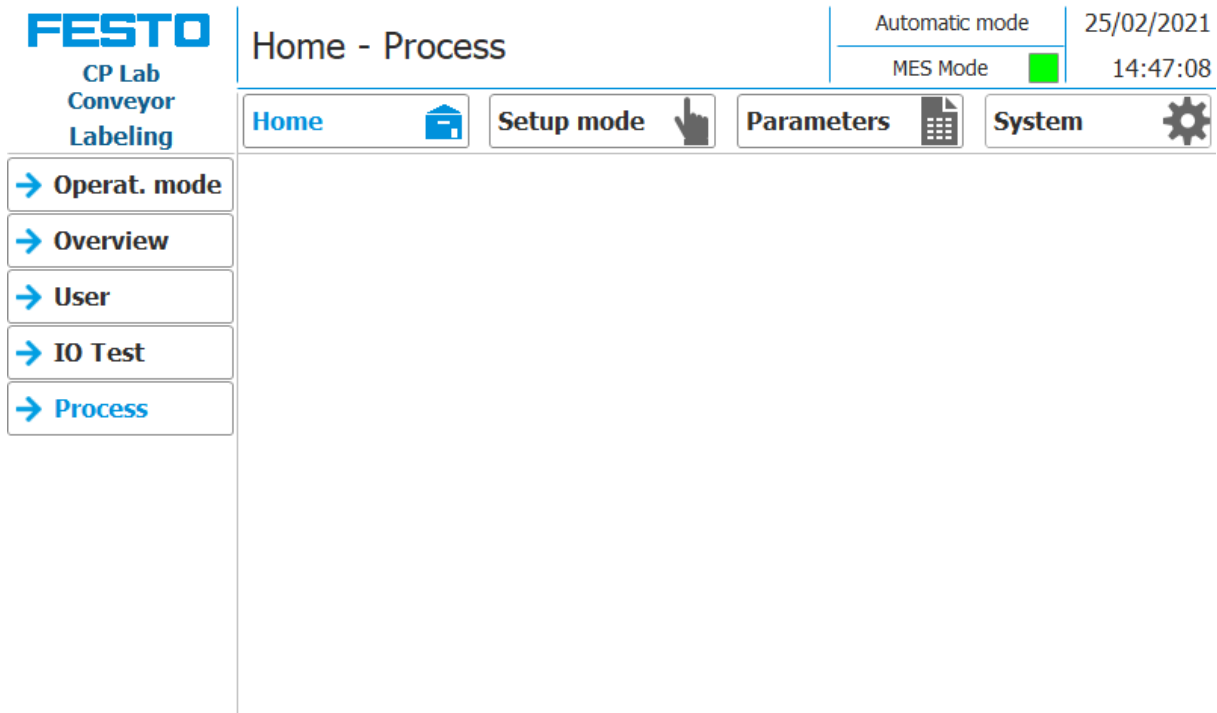 FESTO
CP Lab
Conveyor
Labeling
Home - Process
Automatic mode
MES Mode
25/02/2021
14:47:08
Home
Setup mode
Parameters
System
Operat. mode
Overview
User
IO Test
Process